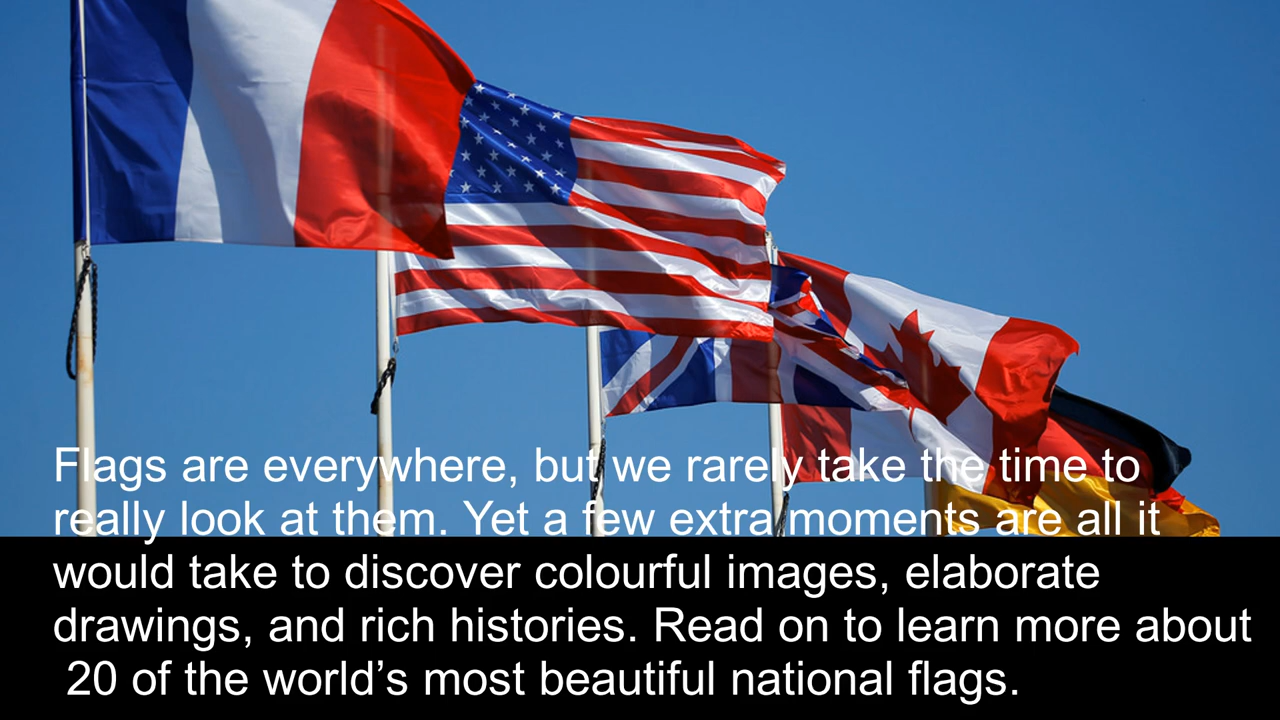 Flags are everywhere, but we rarely take the time to
really look at them. Yet a few extra moments are all it
would take to discover colourful images, elaborate
drawings, and rich histories. Read on to learn more about
20 of the world’s most beautiful national flags.